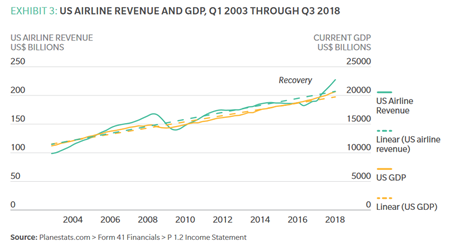 EXHIBIT 3: US AIRLINE REVENUE AND GDP, Q1 2003 THROUGH Q3 2018
US AIRLINE REVENUE
US$ BILLIONS
CURRENT GDP
US$ BILLIONS
250
200
150
100
50
0
Recovery
25000
20000
15000
10000
5000
0
2004
2006
2008
2010
2012
2014
2016
2018
US Airline
Revenue
Linear (US airline
revenue)
US GDP
Linear (US GDP)
Source: Planestats.com > Form 41 Financials > P 1.2 Income Statement